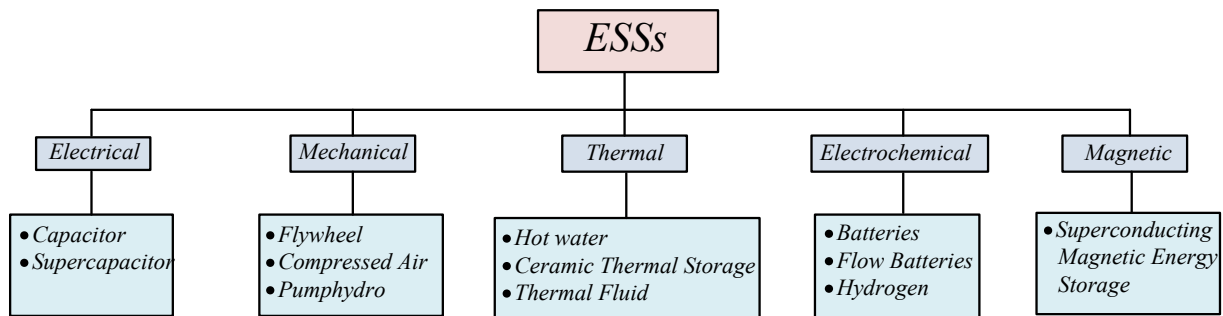 ESSs
Electrical
Mechanical
Thermal
Electrochemical
Magnetic
• Capacitor
• Supercapacitor
• Flywheel
• Compressed Air
• Pumphydro
• Hot water
• Ceramic Thermal Storage
• Thermal Fluid
• Batteries
• Flow Batteries
• Hydrogen
• Superconducting
Magnetic Energy
Storage